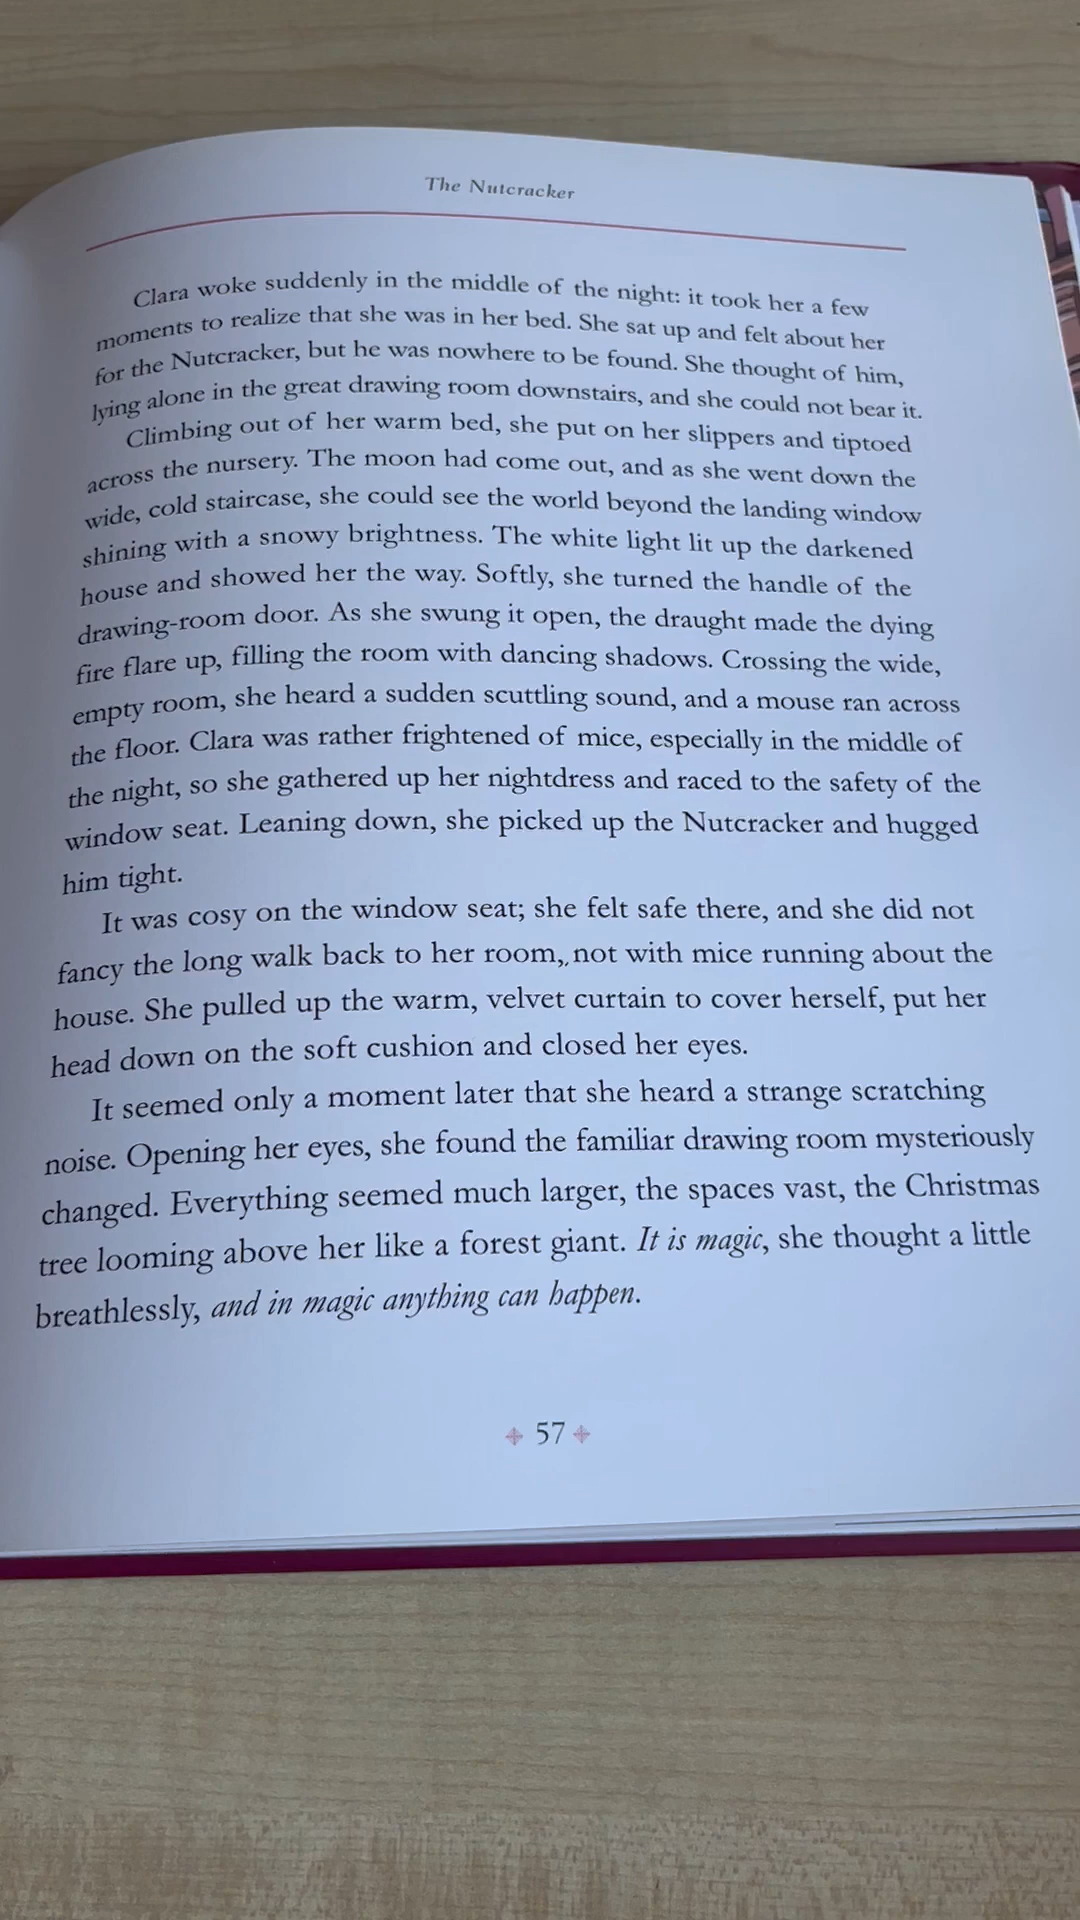 The Nutcracker
Clara woke suddenly in the middle of the night: it took her a few
moments to realize that she was in her bed. She sat up and felt about her
for the Nutcracker, but he was nowhere to be found. She thought of him,
lying alone in the great drawing room downstairs, and she could not bear it.
Climbing out of her warm bed, she put on her slippers and tiptoed
across the nursery. The moon had come out, and as she went down the
wide, cold staircase, she could see the world beyond the landing window
shining with a snowy brightness. The white light lit up the darkened
house and showed her the way. Softly, she turned the handle of the
drawing-room door. As she swung it open, the draught made the dying
fire flare up, filling the room with dancing shadows. Crossing the wide,
empty room, she heard a sudden scuttling sound, and a mouse ran across
the floor. Clara was rather frightened of mice, especially in the middle of
the night, so she gathered up her nightdress and raced to the safety of the
window seat. Leaning down, she picked up the Nutcracker and hugged
him tight.
It was cosy on the window seat; she felt safe there, and she did not
fancy the long walk back to her room, not with mice running about the
house. She pulled up the warm, velvet curtain to cover herself, put her
head down on the soft cushion and closed her eyes.
It seemed only a moment later that she heard a strange scratching
noise. Opening her eyes, she found the familiar drawing room mysteriously
changed. Everything seemed much larger, the spaces vast, the Christmas
tree looming above her like a forest giant. It is magic, she thought a little
breathlessly, and in magic anything can happen.
57